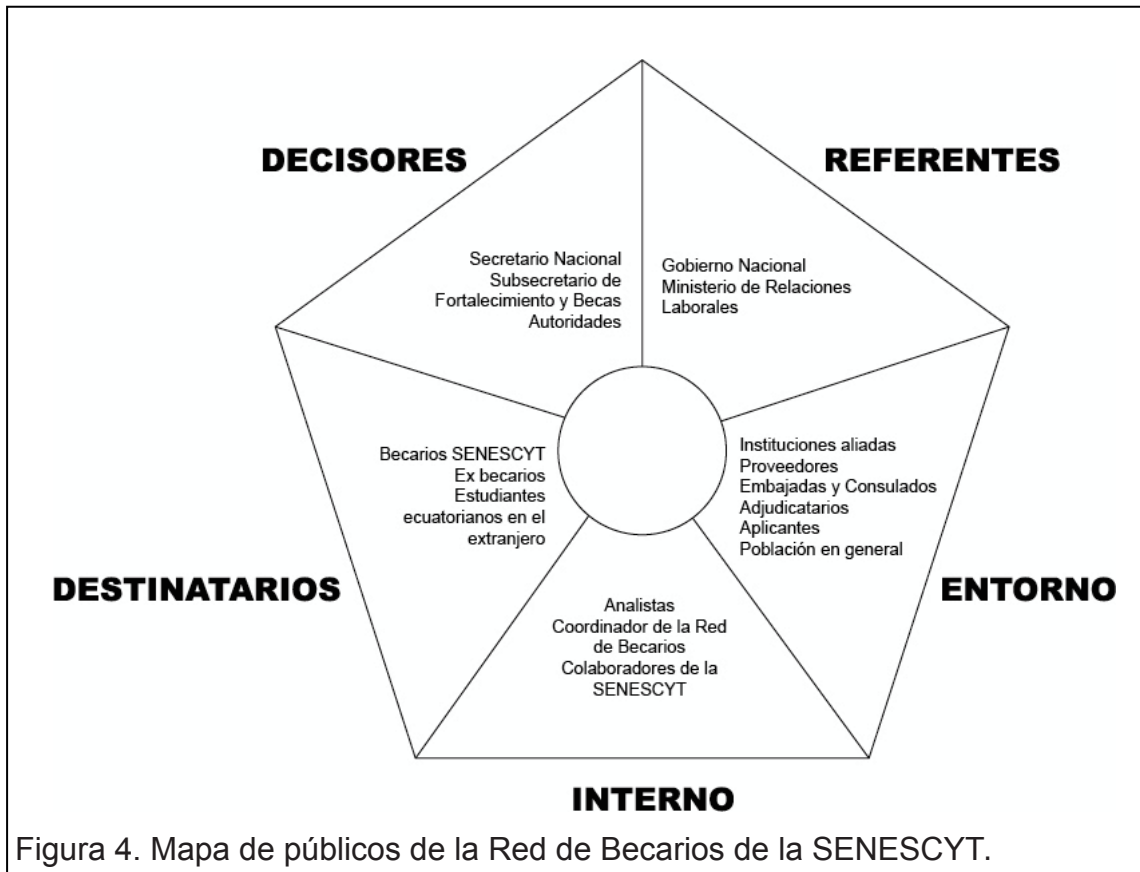 DECISORES
REFERENTES
Secretario Nacional
Subsecretario de
Fortalecimiento y Becas
Autoridades
Gobierno Nacional
Ministerio de Relaciones
Laborales
Becarios SENESCYT
Ex becarios
Estudiantes
ecuatorianos en el
extranjero
Instituciones aliadas
Proveedores
Embajadas y Consulados
Adjudicatarios
Aplicantes
Población en general
DESTINATARIOS
ENTORNO
Analistas
Coordinador de la Red
de Becarios
Colaboradores de la
SENESCYT
INTERNO
Figura 4. Mapa de públicos de la Red de Becarios de la SENESCYT.